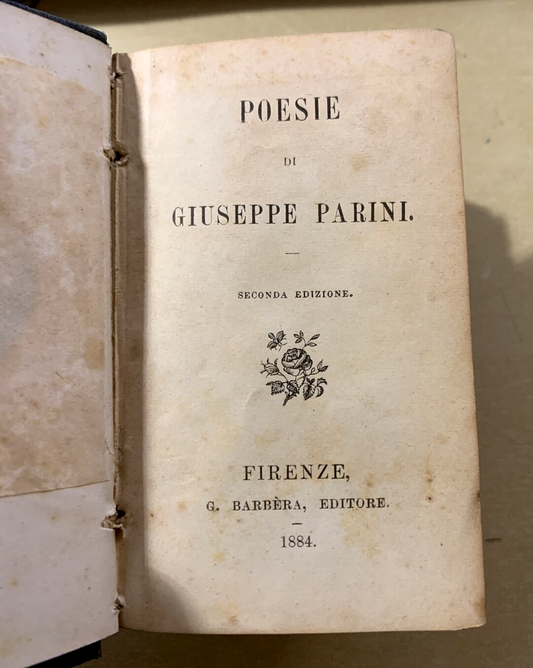 POESIE
DI
GIUSEPPE PARINI.
SECONDA EDIZIONE.
FIRENZE,
G. BARBÈRA, EDITORE.
1884.